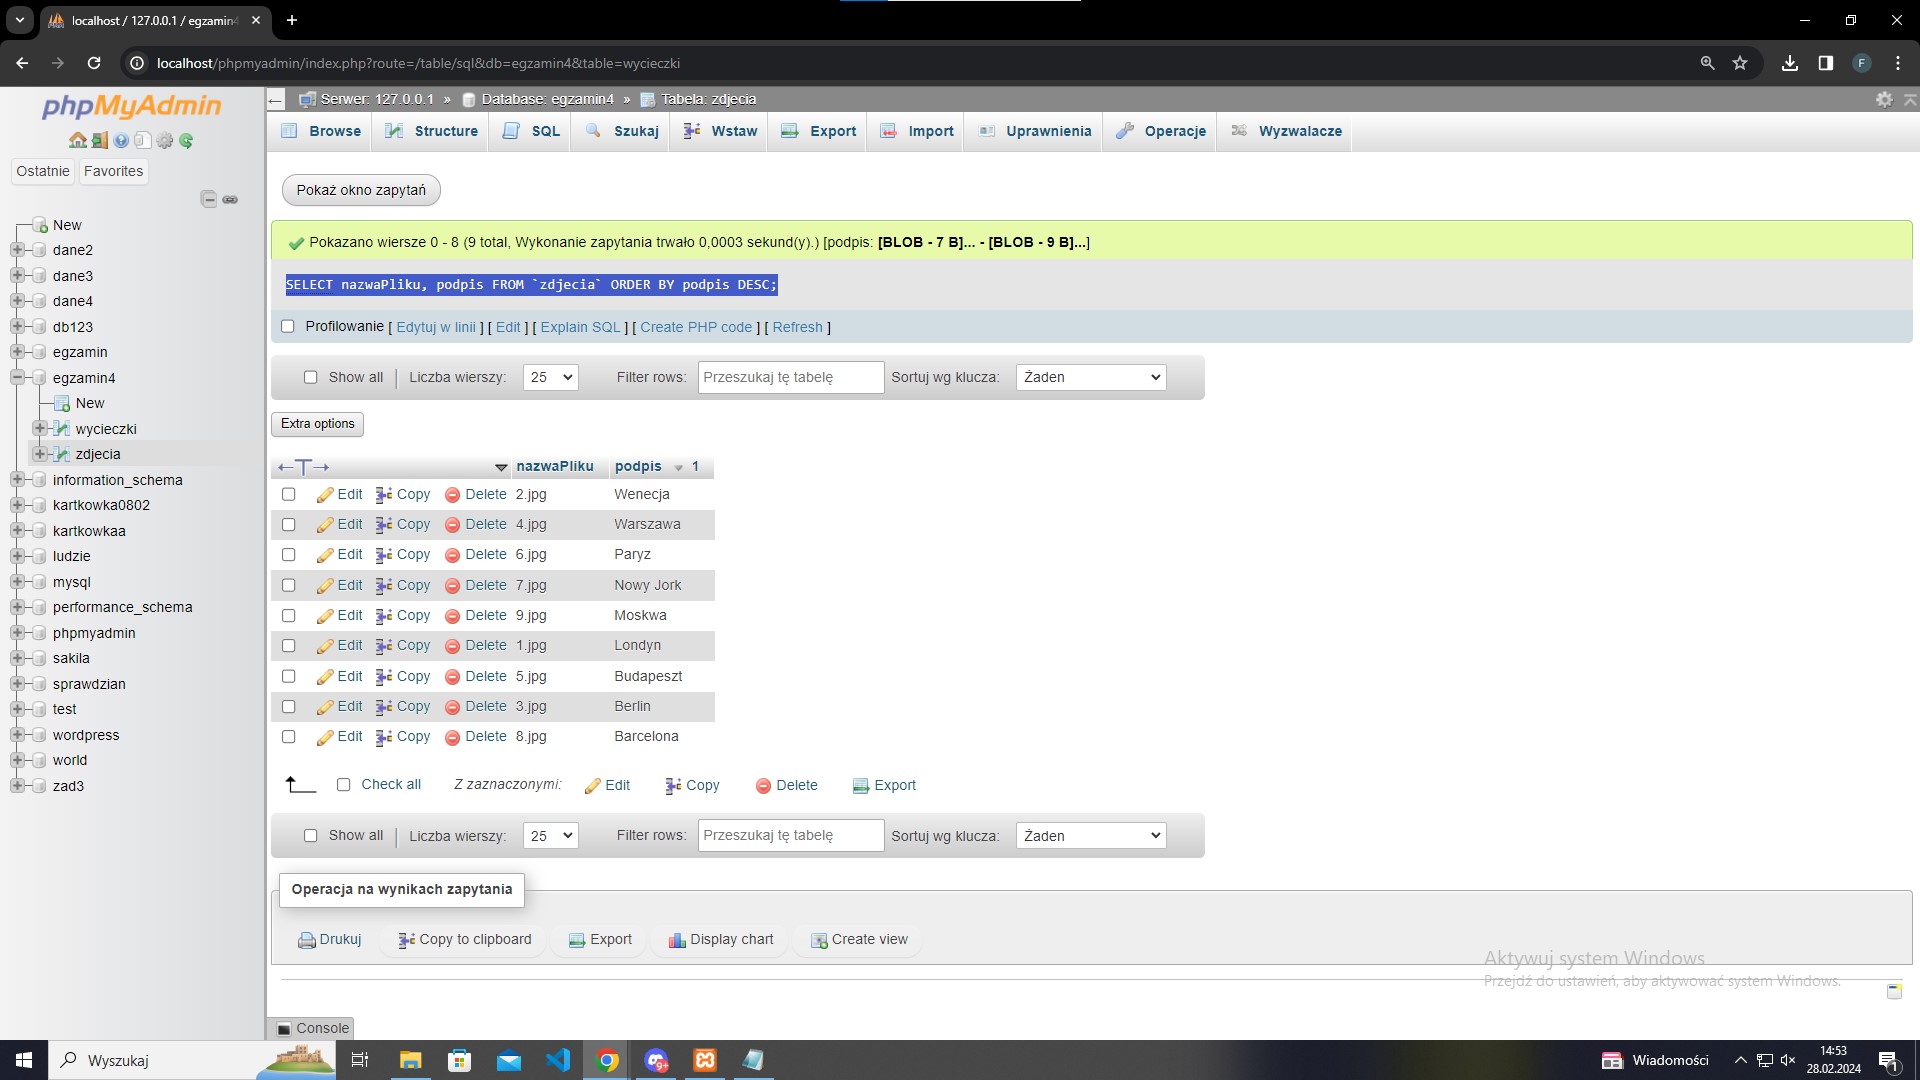 localhost / 127.0.0.1 / egzamin4
localhost/phpmyadmin/index.php?route=/table/sql&db=egzamin4&table=wycieczki
F
phpMyAdmin
Ostatnie Favorites
New
dane2
dane3
dane4
db123
egzamin
egzamin4
New
wycieczki
zdjecia
information_schema
kartkowka0802
kartkowkaa
ludzie
mysql
performance_schema
phpmyadmin
sakila
sprawdzian
test
wordpress
world
zad3
Serwer: 127.0.0.1 » Database: egzamin4 » Tabela: zdjecia
Browse Structure SQL Szukaj Wstaw Export Import Uprawnienia Operacje Wyzwalacze
Pokaż okno zapytań
Pokazano wiersze 0 - 8 (9 total, Wykonanie zapytania trwało 0,0003 sekund(y).) [podpis: [BLOB - 7 B]... - [BLOB - 9 B]...]
SELECT nazwaPliku, podpis FROM `zdjecia` ORDER BY podpis DESC;
Profilowanie [ Edytuj w linii ] [ Edit ] [ Explain SQL ] [ Create PHP code ] [ Refresh ]
Show all | Liczba wierszy: 25 Filter rows: Przeszukaj tę tabelę Sortuj wg klucza: Żaden
Extra options
←T→ nazwaPliku podpis 1
Edit Copy Delete 2.jpg Wenecja
Edit Copy Delete 4.jpg Warszawa
Edit Copy Delete 6.jpg Paryz
Edit Copy Delete 7.jpg Nowy Jork
Edit Copy Delete 9.jpg Moskwa
Edit Copy Delete 1.jpg Londyn
Edit Copy Delete 5.jpg Budapeszt
Edit Copy Delete 3.jpg Berlin
Edit Copy Delete 8.jpg Barcelona
Check all Z zaznaczonymi: Edit Copy Delete Export
Show all | Liczba wierszy: 25 Filter rows: Przeszukaj tę tabelę Sortuj wg klucza: Żaden
Operacja na wynikach zapytania
Drukuj Copy to clipboard Export Display chart Create view
Aktywuj system Windows
Przejdź do ustawień, aby aktywować system Windows.
Console
Wyszukaj
9+
Wiadomości
14:53
28.02.2024
1